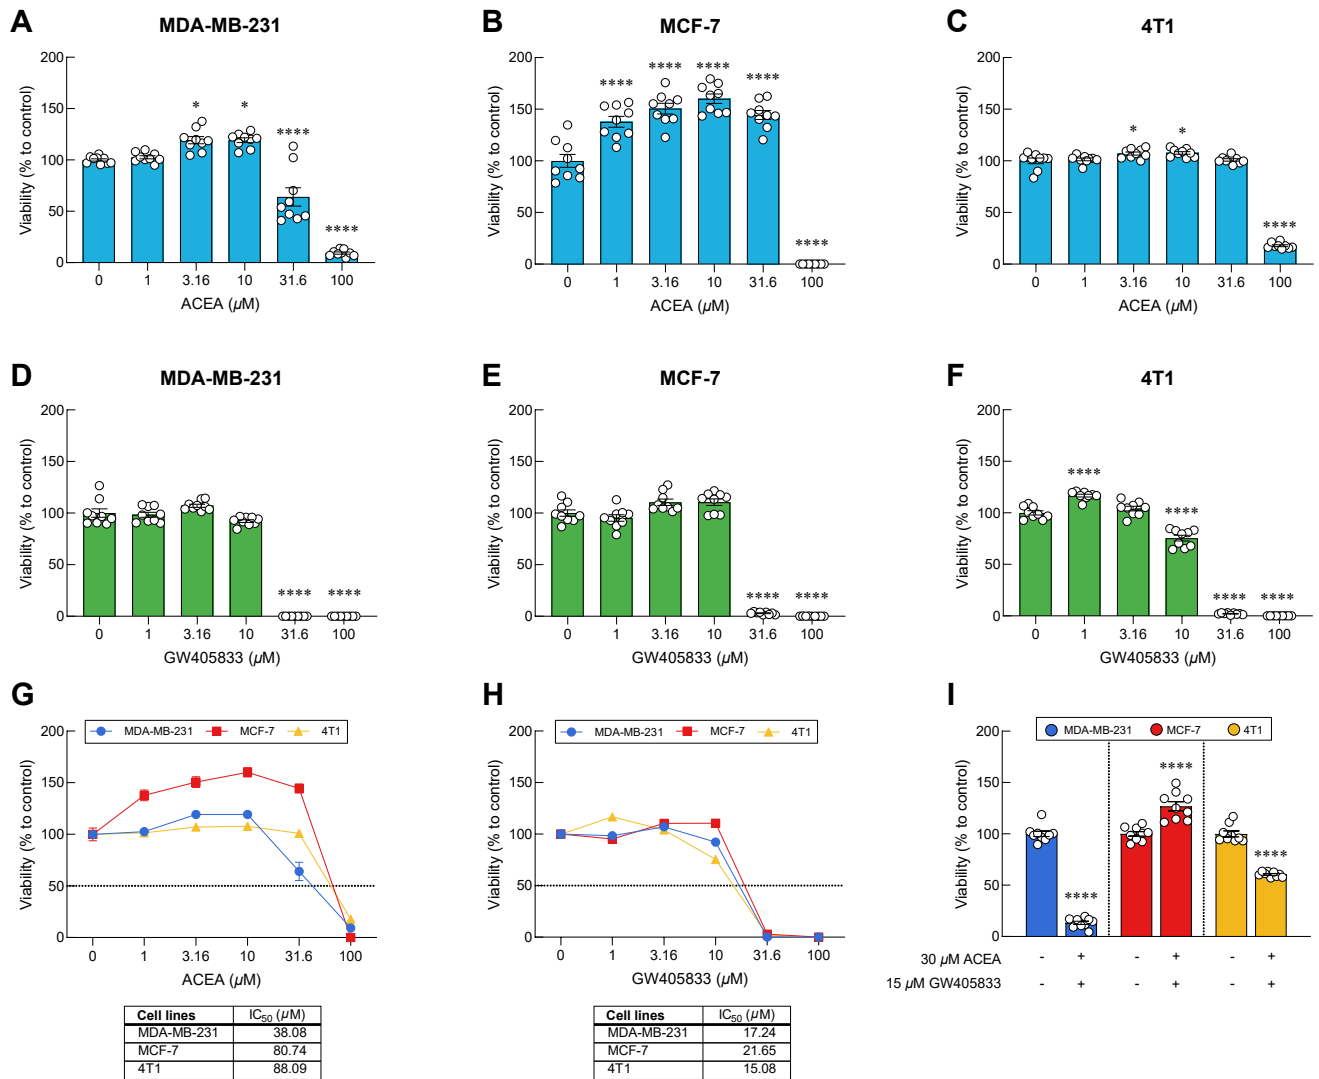 A MDA-MB-231
200
150
100
50
0
Viability (% to control)
* * **** ****
0 1 3.16 10 31.6 100
ACEA (µM)
B MCF-7
200
150
100
50
0
Viability (% to control)
**** **** **** **** ****
0 1 3.16 10 31.6 100
ACEA (µM)
C 4T1
200
150
100
50
0
Viability (% to control)
* * ****
0 1 3.16 10 31.6 100
ACEA (µM)
D MDA-MB-231
200
150
100
50
0
Viability (% to control)
**** ****
0 1 3.16 10 31.6 100
GW405833 (µM)
E MCF-7
200
150
100
50
0
Viability (% to control)
**** ****
0 1 3.16 10 31.6 100
GW405833 (µM)
F 4T1
200
150
100
50
0
Viability (% to control)
**** **** **** ****
0 1 3.16 10 31.6 100
GW405833 (µM)
G
MDA-MB-231 MCF-7 4T1
200
150
100
50
0
Viability (% to control)
0 1 3.16 10 31.6 100
ACEA (µM)
Cell lines IC50 (µM)
MDA-MB-231 38.08
MCF-7 80.74
4T1 88.09
H
MDA-MB-231 MCF-7 4T1
200
150
100
50
0
Viability (% to control)
0 1 3.16 10 31.6 100
GW405833 (µM)
Cell lines IC50 (µM)
MDA-MB-231 17.24
MCF-7 21.65
4T1 15.08
I
MDA-MB-231 MCF-7 4T1
200
150
100
50
0
Viability (% to control)
**** **** ****
30 µM ACEA - + - + - +
15 µM GW405833 - + - + - +